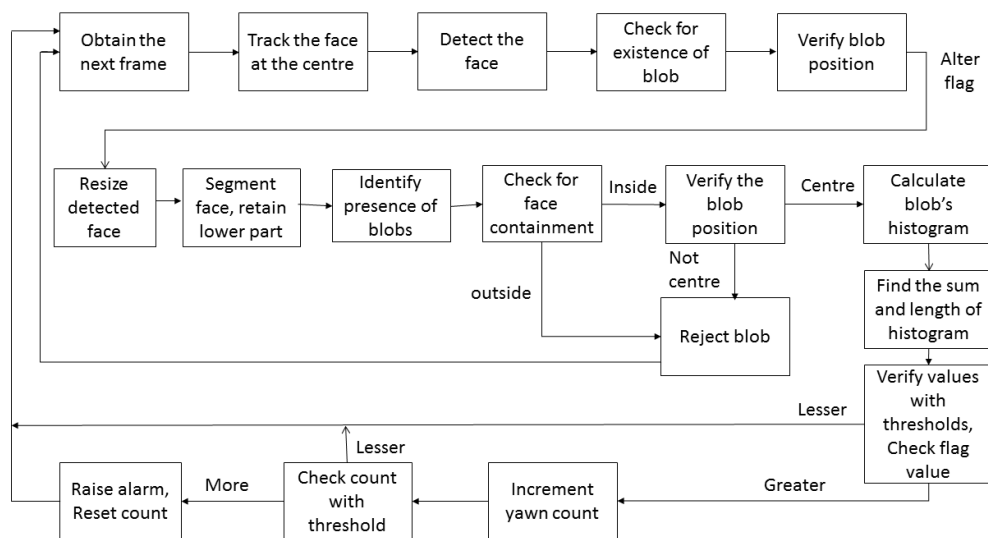 Obtain the
next frame
Track the face
at the centre
Detect the
face
Check for
existence of
blob
Verify blob
position
Alter
flag
Resize
detected
face
Segment
face, retain
lower part
Identify
presence of
blobs
Check for
face
containment
Inside
Verify the
blob
position
Centre
Calculate
blob's
histogram
outside
Not
centre
Reject blob
Find the sum
and length of
histogram
Verify values
with
thresholds,
Check flag
value
Lesser
Lesser
Raise alarm,
Reset count
More
Check count
with
threshold
Increment
yawn count
Greater